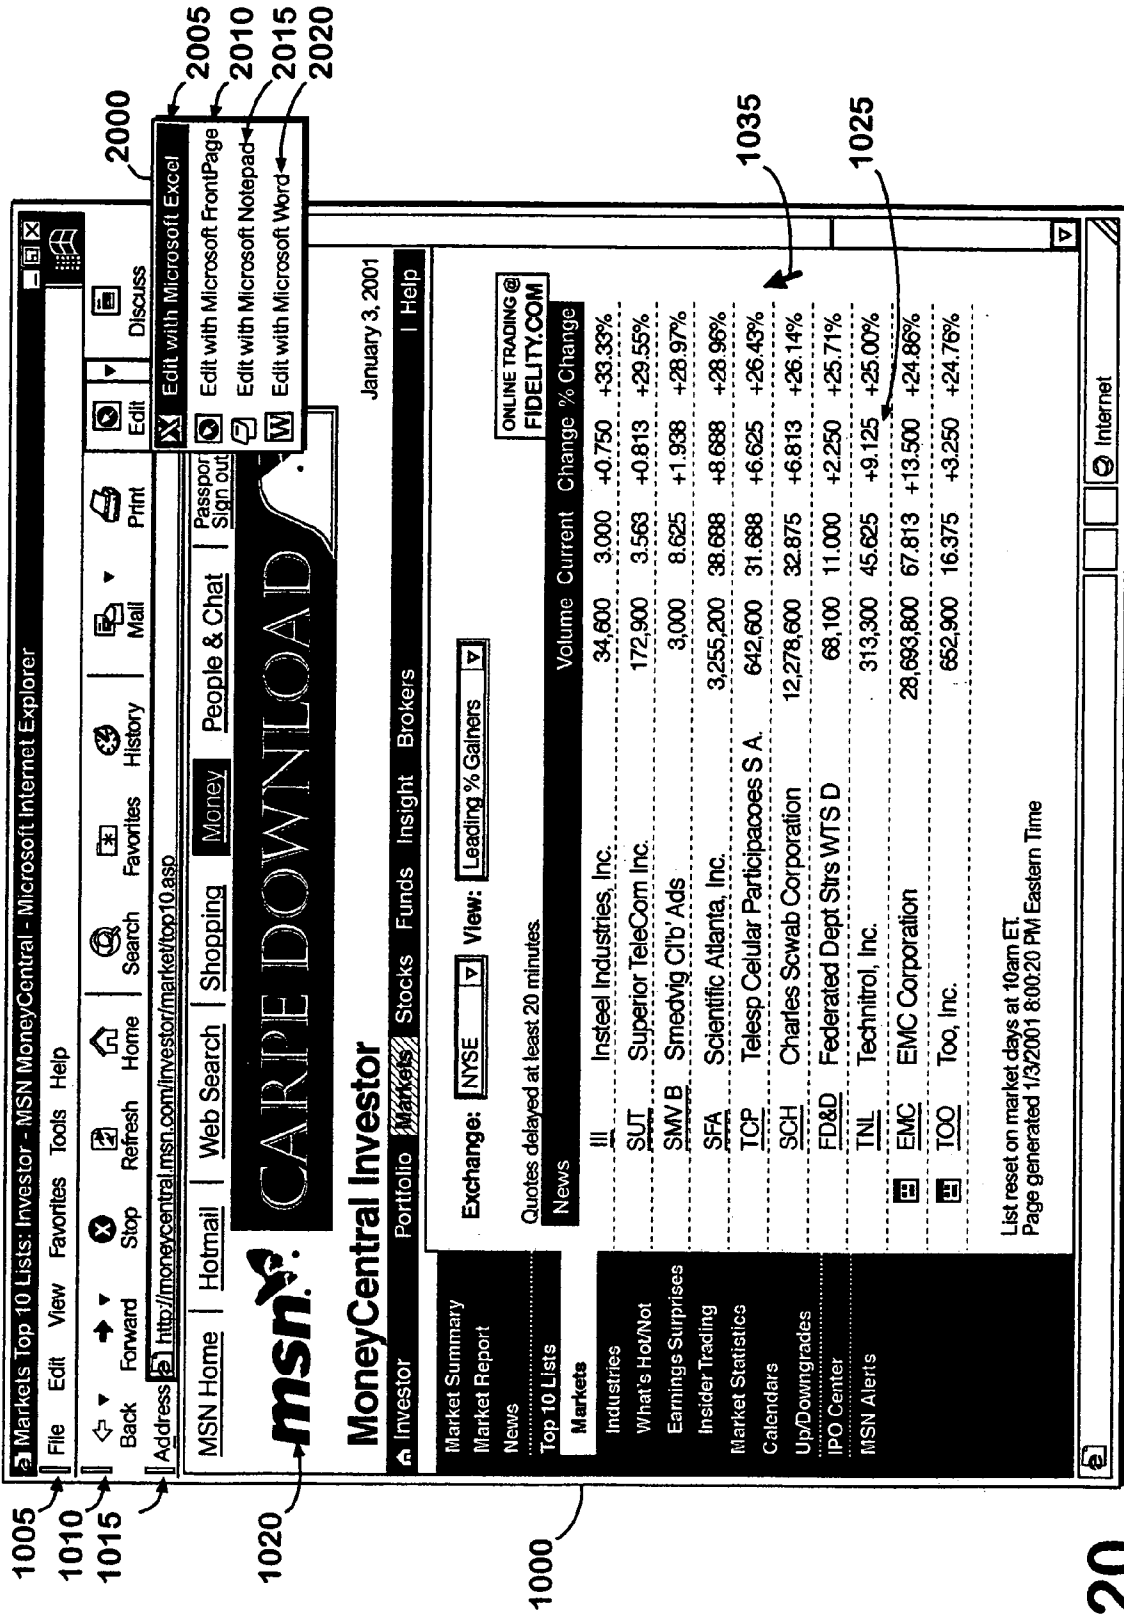 2000
2005
2010
2015
2020
1005
1010
1015
1020
1000
1035
1025
Markets Top 10 Lists: Investor - MSN MoneyCentral - Microsoft Internet Explorer
File Edit View Favorites Tools Help
Back Forward Stop Refresh Home Search Favorites History Mail Print Edit Discuss
Address http://moneycentral.msn.com/investor/market/top10.asp
Edit with Microsoft Excel
Edit with Microsoft FrontPage
Edit with Microsoft Notepad
Edit with Microsoft Word
MSN Home | Hotmail | Web Search | Shopping | Money | People & Chat | Passport Sign out
msn.
CARPE DOWNLOAD
MoneyCentral Investor
January 3, 2001
Investor Portfolio Markets Stocks Funds Insight Brokers | Help
Market Summary
Market Report
News
Top 10 Lists
Markets
Industries
What's Hot/Not
Earnings Surprises
Insider Trading
Market Statistics
Calendars
Up/Downgrades
IPO Center
MSN Alerts
Exchange: NYSE View: Leading % Gainers
ONLINE TRADING @
FIDELITY.COM
Quotes delayed at least 20 minutes.
News Volume Current Change % Change
III Insteel Industries, Inc. 34,600 3.000 +0.750 +33.33%
SUT Superior TeleCom Inc. 172,900 3.563 +0.813 +29.55%
SMV B Smedvig Cl'b' Ads 3,000 8.625 +1.938 +28.97%
SFA Scientific Atlanta, Inc. 3,255,200 38.688 +8.688 +28.96%
TCP Telesp Celular Participacoes S A. 642,600 31.688 +6.625 +26.43%
SCH Charles Scwab Corporation 12,278,600 32.875 +6.813 +26.14%
FD&D Federated Dept Strs WTS D 68,100 11.000 +2.250 +25.71%
TNL Technitrol, Inc. 313,300 45.625 +9.125 +25.00%
EMC EMC Corporation 28,693,800 67.813 +13.500 +24.86%
TOO Too, Inc. 652,900 16.375 +3.250 +24.76%
List reset on market days at 10am ET.
Page generated 1/3/2001 8:00:20 PM Eastern Time
Internet
20